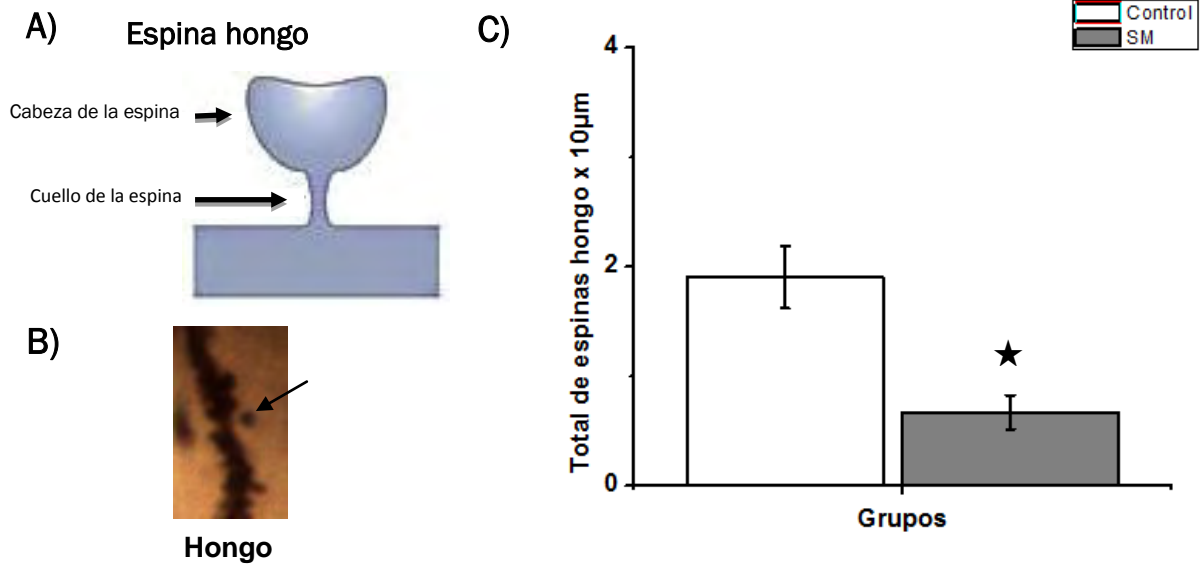 A)
Espina hongo
Cabeza de la espina
Cuello de la espina
B)
Hongo
C)
Control
SM
4
2
0
Total de espinas hongo x 10µm
★
Grupos